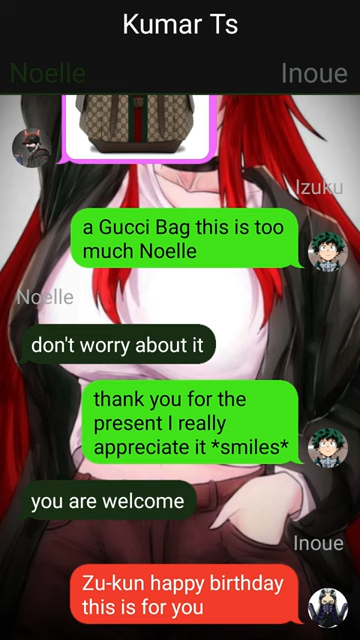 Kumar Ts
Noelle
Inoue
Izuku
a Gucci Bag this is too
much Noelle
Noelle
don't worry about it
thank you for the
present I really
appreciate it *smiles*
you are welcome
Inoue
Zu-kun happy birthday
this is for you